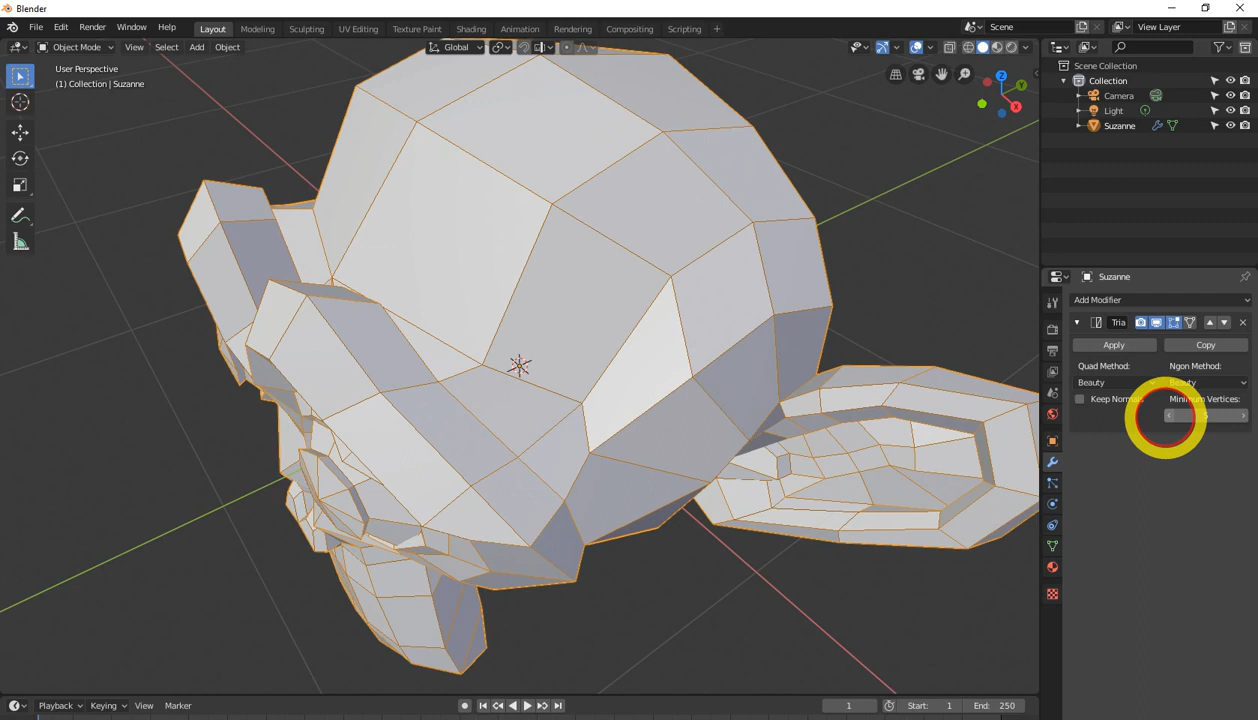 Blender
File Edit Render Window Help Layout Modeling Sculpting UV Editing Texture Paint Shading Animation Rendering Compositing Scripting + Scene View Layer
Object Mode View Select Add Object Global
User Perspective
(1) Collection | Suzanne
Z
Y
X
Scene Collection
Collection
Camera
Light
Suzanne
Suzanne
Add Modifier
Tria
Apply Copy
Quad Method: Ngon Method:
Beauty Beauty
Keep Normals Minimum Vertices:
5
Playback Keying View Marker 1 Start: 1 End: 250